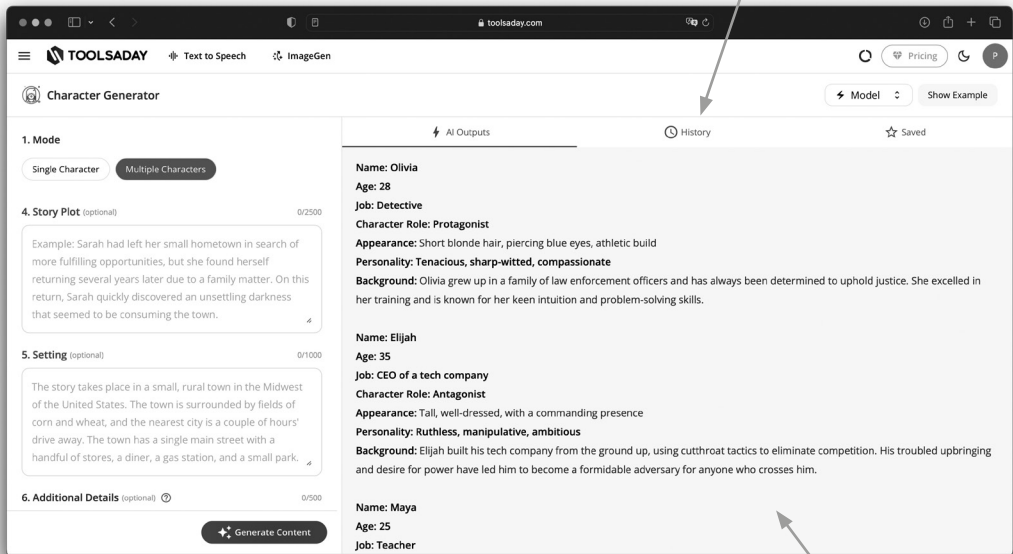 toolsaday.com
TOOLSADAY
Text to Speech
ImageGen
Pricing
P
Character Generator
Model
Show Example
1. Mode
Single Character
Multiple Characters
4. Story Plot (optional)
0/2500
Example: Sarah had left her small hometown in search of
more fulfilling opportunities, but she found herself
returning several years later due to a family matter. On this
return, Sarah quickly discovered an unsettling darkness
that seemed to be consuming the town.
5. Setting (optional)
0/1000
The story takes place in a small, rural town in the Midwest
of the United States. The town is surrounded by fields of
corn and wheat, and the nearest city is a couple of hours'
drive away. The town has a single main street with a
handful of stores, a diner, a gas station, and a small park.
6. Additional Details (optional)
0/500
Generate Content
AI Outputs
History
Saved
Name: Olivia
Age: 28
Job: Detective
Character Role: Protagonist
Appearance: Short blonde hair, piercing blue eyes, athletic build
Personality: Tenacious, sharp-witted, compassionate
Background: Olivia grew up in a family of law enforcement officers and has always been determined to uphold justice. She excelled in
her training and is known for her keen intuition and problem-solving skills.
Name: Elijah
Age: 35
Job: CEO of a tech company
Character Role: Antagonist
Appearance: Tall, well-dressed, with a commanding presence
Personality: Ruthless, manipulative, ambitious
Background: Elijah built his tech company from the ground up, using cutthroat tactics to eliminate competition. His troubled upbringing
and desire for power have led him to become a formidable adversary for anyone who crosses him.
Name: Maya
Age: 25
Job: Teacher